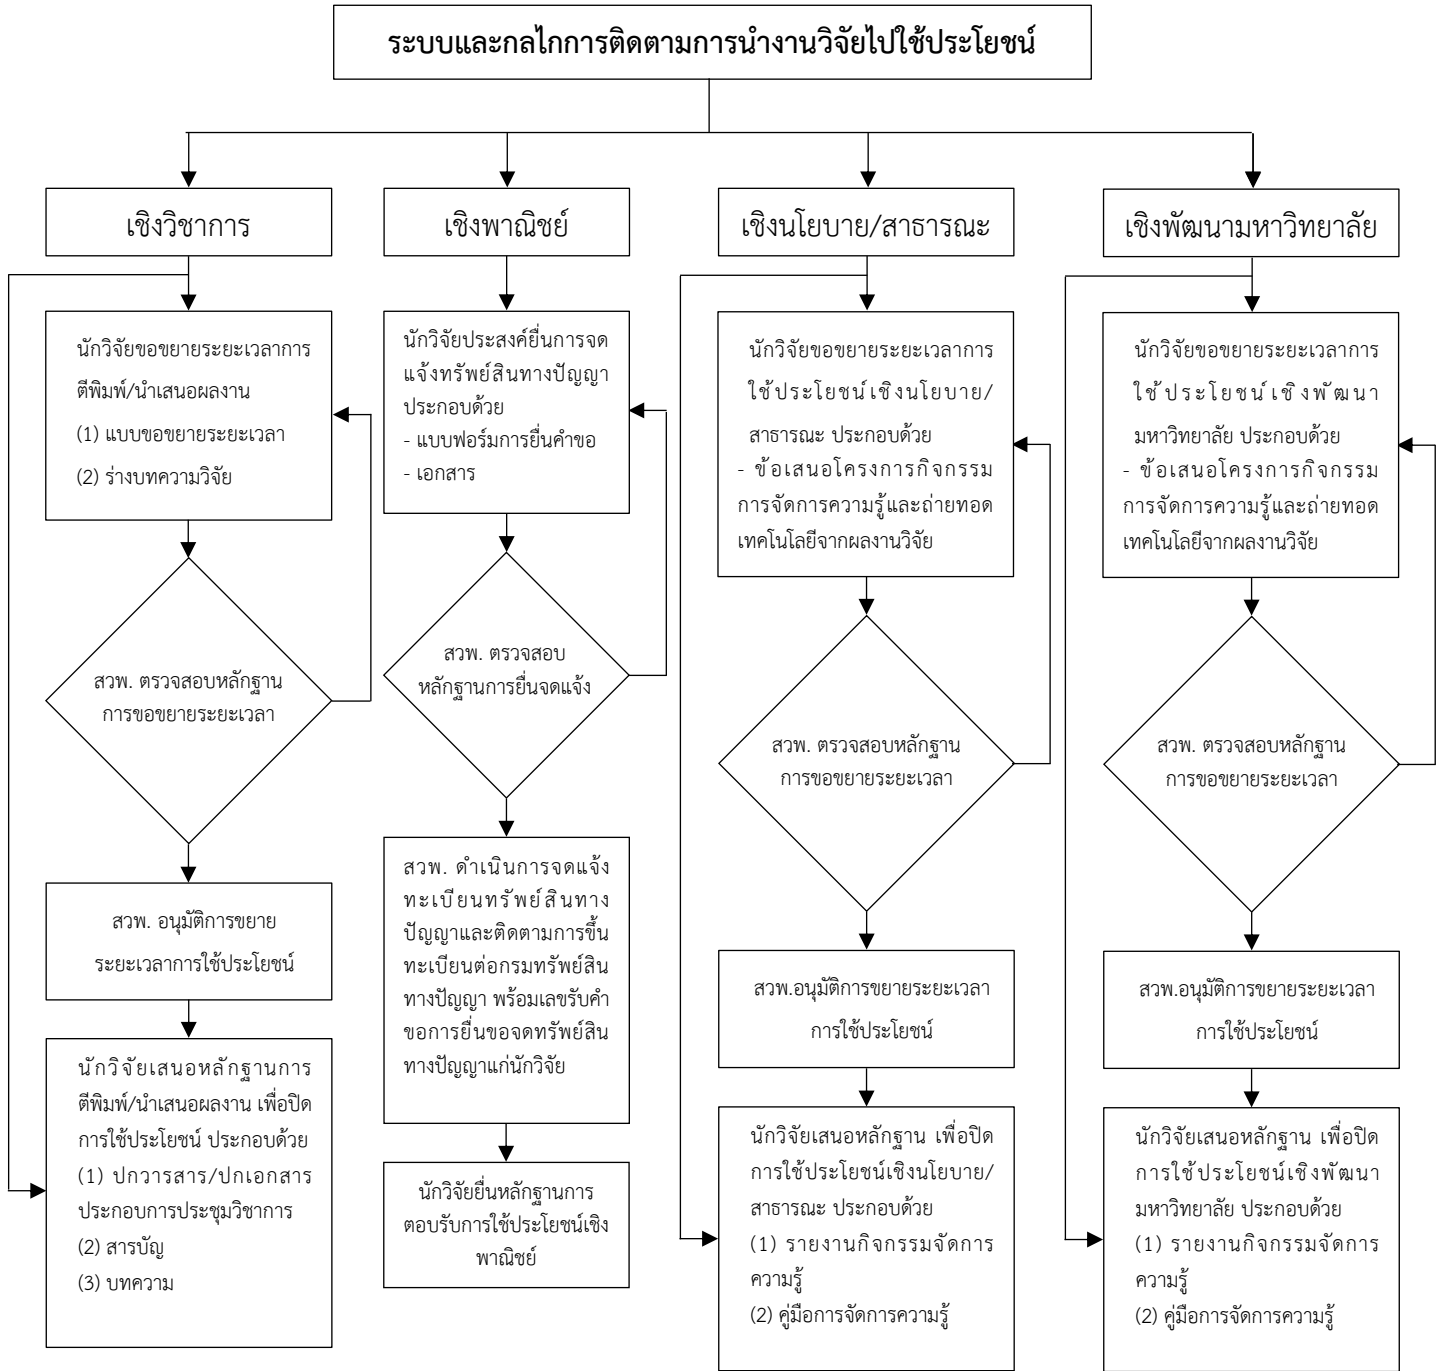 ระบบและกลไกการติดตามการนำงานวิจัยไปใช้ประโยชน์
เชิงวิชาการ
นักวิจัยขอขยายระยะเวลาการ
ตีพิมพ์/นำเสนอผลงาน
(1) แบบขอขยายระยะเวลา
(2) ร่างบทความวิจัย
สวพ. ตรวจสอบหลักฐาน
การขอขยายระยะเวลา
สวพ. อนุมัติการขยาย
ระยะเวลาการใช้ประโยชน์
นักวิจัยเสนอหลักฐานการ
ตีพิมพ์/นำเสนอผลงาน เพื่อปิด
การใช้ประโยชน์ ประกอบด้วย
(1) ปกวารสาร/ปกเอกสาร
ประกอบการประชุมวิชาการ
(2) สารบัญ
(3) บทความ
เชิงพาณิชย์
นักวิจัยประสงค์ยื่นการจด
แจ้งทรัพย์สินทางปัญญา
ประกอบด้วย
- แบบฟอร์มการยื่นคำขอ
- เอกสาร
สวพ. ตรวจสอบ
หลักฐานการยื่นจดแจ้ง
สวพ. ดำเนินการจดแจ้ง
ทะเบียนทรัพย์สินทาง
ปัญญาและติดตามการขึ้น
ทะเบียนต่อกรมทรัพย์สิน
ทางปัญญา พร้อมเลขรับคำ
ขอการยื่นขอจดทรัพย์สิน
ทางปัญญาแก่นักวิจัย
นักวิจัยยื่นหลักฐานการ
ตอบรับการใช้ประโยชน์เชิง
พาณิชย์
เชิงนโยบาย/สาธารณะ
นักวิจัยขอขยายระยะเวลาการ
ใช้ประโยชน์เชิงนโยบาย/
สาธารณะ ประกอบด้วย
- ข้อเสนอโครงการกิจกรรม
การจัดการความรู้และถ่ายทอด
เทคโนโลยีจากผลงานวิจัย
สวพ. ตรวจสอบหลักฐาน
การขอขยายระยะเวลา
สวพ.อนุมัติการขยายระยะเวลา
การใช้ประโยชน์
นักวิจัยเสนอหลักฐาน เพื่อปิด
การใช้ประโยชน์เชิงนโยบาย/
สาธารณะ ประกอบด้วย
(1) รายงานกิจกรรมจัดการ
ความรู้
(2) คู่มือการจัดการความรู้
เชิงพัฒนามหาวิทยาลัย
นักวิจัยขอขยายระยะเวลาการ
ใช้ประโยชน์เชิงพัฒนา
มหาวิทยาลัย ประกอบด้วย
- ข้อเสนอโครงการกิจกรรม
การจัดการความรู้และถ่ายทอด
เทคโนโลยีจากผลงานวิจัย
สวพ. ตรวจสอบหลักฐาน
การขอขยายระยะเวลา
สวพ.อนุมัติการขยายระยะเวลา
การใช้ประโยชน์
นักวิจัยเสนอหลักฐาน เพื่อปิด
การใช้ประโยชน์เชิงพัฒนา
มหาวิทยาลัย ประกอบด้วย
(1) รายงานกิจกรรมจัดการ
ความรู้
(2) คู่มือการจัดการความรู้